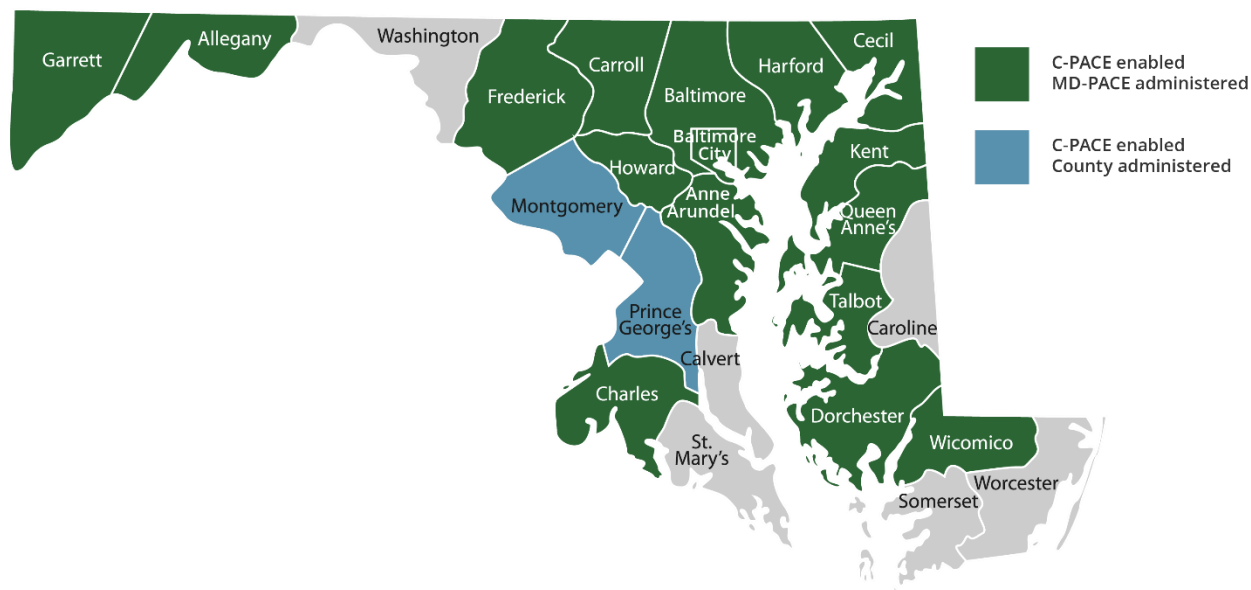 Garrett
Allegany
Washington
Frederick
Carroll
Baltimore
Harford
Cecil
Baltimore
City
Howard
Kent
Anne
Arundel
Queen
Anne's
Montgomery
Prince
George's
Talbot
Caroline
Calvert
Charles
Dorchester
St.
Mary's
Wicomico
Somerset
Worcester
C-PACE enabled
MD-PACE administered
C-PACE enabled
County administered